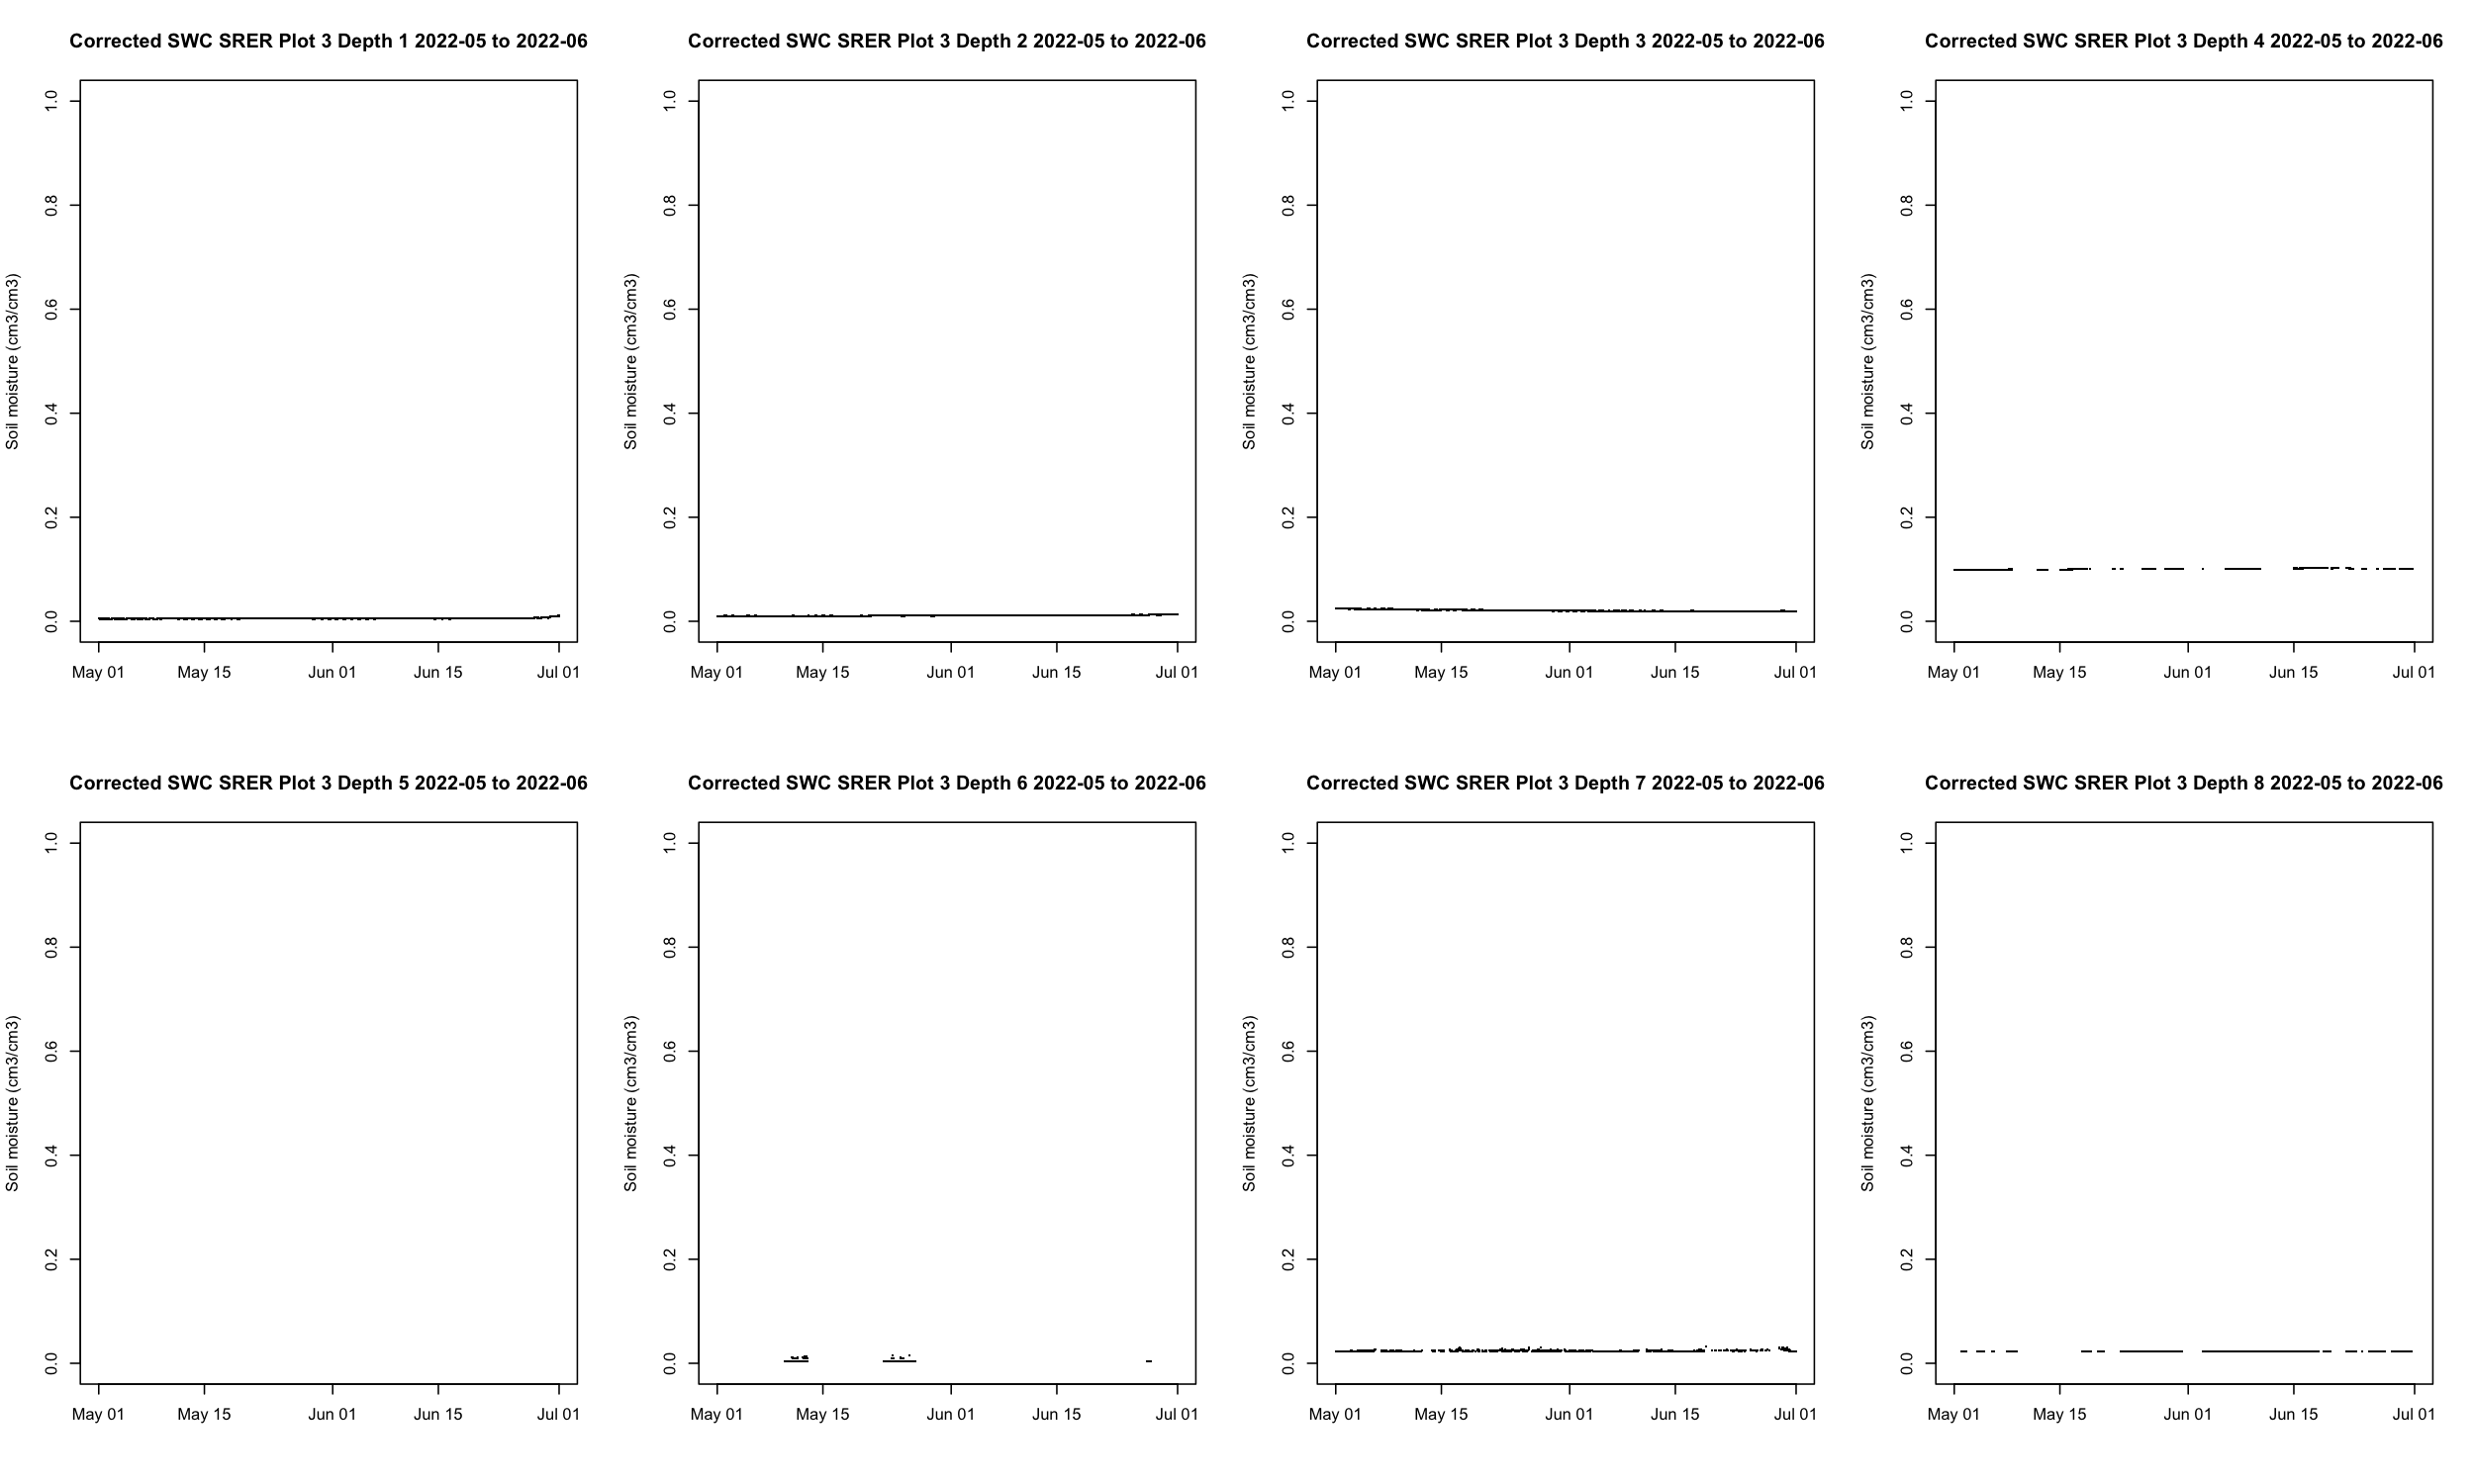 Corrected SWC SRER Plot 3 Depth 1 2022-05 to 2022-06
Soil moisture (cm3/cm3)
1.0
0.8
0.6
0.4
0.2
0.0
May 01 May 15 Jun 01 Jun 15 Jul 01
Corrected SWC SRER Plot 3 Depth 2 2022-05 to 2022-06
Soil moisture (cm3/cm3)
1.0
0.8
0.6
0.4
0.2
0.0
May 01 May 15 Jun 01 Jun 15 Jul 01
Corrected SWC SRER Plot 3 Depth 3 2022-05 to 2022-06
Soil moisture (cm3/cm3)
1.0
0.8
0.6
0.4
0.2
0.0
May 01 May 15 Jun 01 Jun 15 Jul 01
Corrected SWC SRER Plot 3 Depth 4 2022-05 to 2022-06
Soil moisture (cm3/cm3)
1.0
0.8
0.6
0.4
0.2
0.0
May 01 May 15 Jun 01 Jun 15 Jul 01
Corrected SWC SRER Plot 3 Depth 5 2022-05 to 2022-06
Soil moisture (cm3/cm3)
1.0
0.8
0.6
0.4
0.2
0.0
May 01 May 15 Jun 01 Jun 15 Jul 01
Corrected SWC SRER Plot 3 Depth 6 2022-05 to 2022-06
Soil moisture (cm3/cm3)
1.0
0.8
0.6
0.4
0.2
0.0
May 01 May 15 Jun 01 Jun 15 Jul 01
Corrected SWC SRER Plot 3 Depth 7 2022-05 to 2022-06
Soil moisture (cm3/cm3)
1.0
0.8
0.6
0.4
0.2
0.0
May 01 May 15 Jun 01 Jun 15 Jul 01
Corrected SWC SRER Plot 3 Depth 8 2022-05 to 2022-06
Soil moisture (cm3/cm3)
1.0
0.8
0.6
0.4
0.2
0.0
May 01 May 15 Jun 01 Jun 15 Jul 01